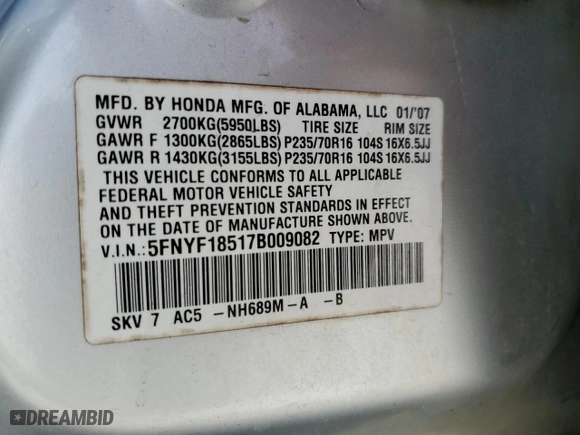 MFD. BY HONDA MFG. OF ALABAMA, LLC 01/'07
GVWR 2700KG(5950LBS) TIRE SIZE RIM SIZE
GAWR F 1300KG(2865LBS) P235/70R16 104S 16X6.5JJ
GAWR R 1430KG(3155LBS) P235/70R16 104S 16X6.5JJ
THIS VEHICLE CONFORMS TO ALL APPLICABLE
FEDERAL MOTOR VEHICLE SAFETY
AND THEFT PREVENTION STANDARDS IN EFFECT
ON THE DATE OF MANUFACTURE SHOWN ABOVE.
V.I.N.:5FNYF18517B009082 TYPE: MPV
SKV 7 AC5 -NH689M-A -B
DREAMBID